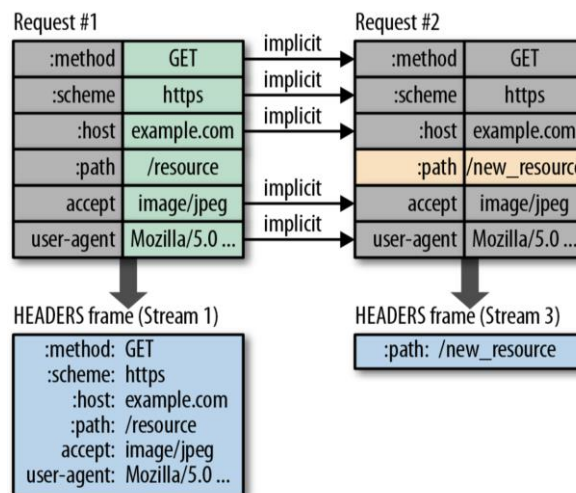 Request #1
:method GET
:scheme https
:host example.com
:path /resource
accept image/jpeg
user-agent Mozilla/5.0 ...
implicit
implicit
implicit
implicit
implicit
Request #2
:method GET
:scheme https
:host example.com
:path /new_resource
accept image/jpeg
user-agent Mozilla/5.0 ...
HEADERS frame (Stream 1)
:method: GET
:scheme: https
:host: example.com
:path: /resource
accept: image/jpeg
user-agent: Mozilla/5.0 ...
HEADERS frame (Stream 3)
:path: /new_resource